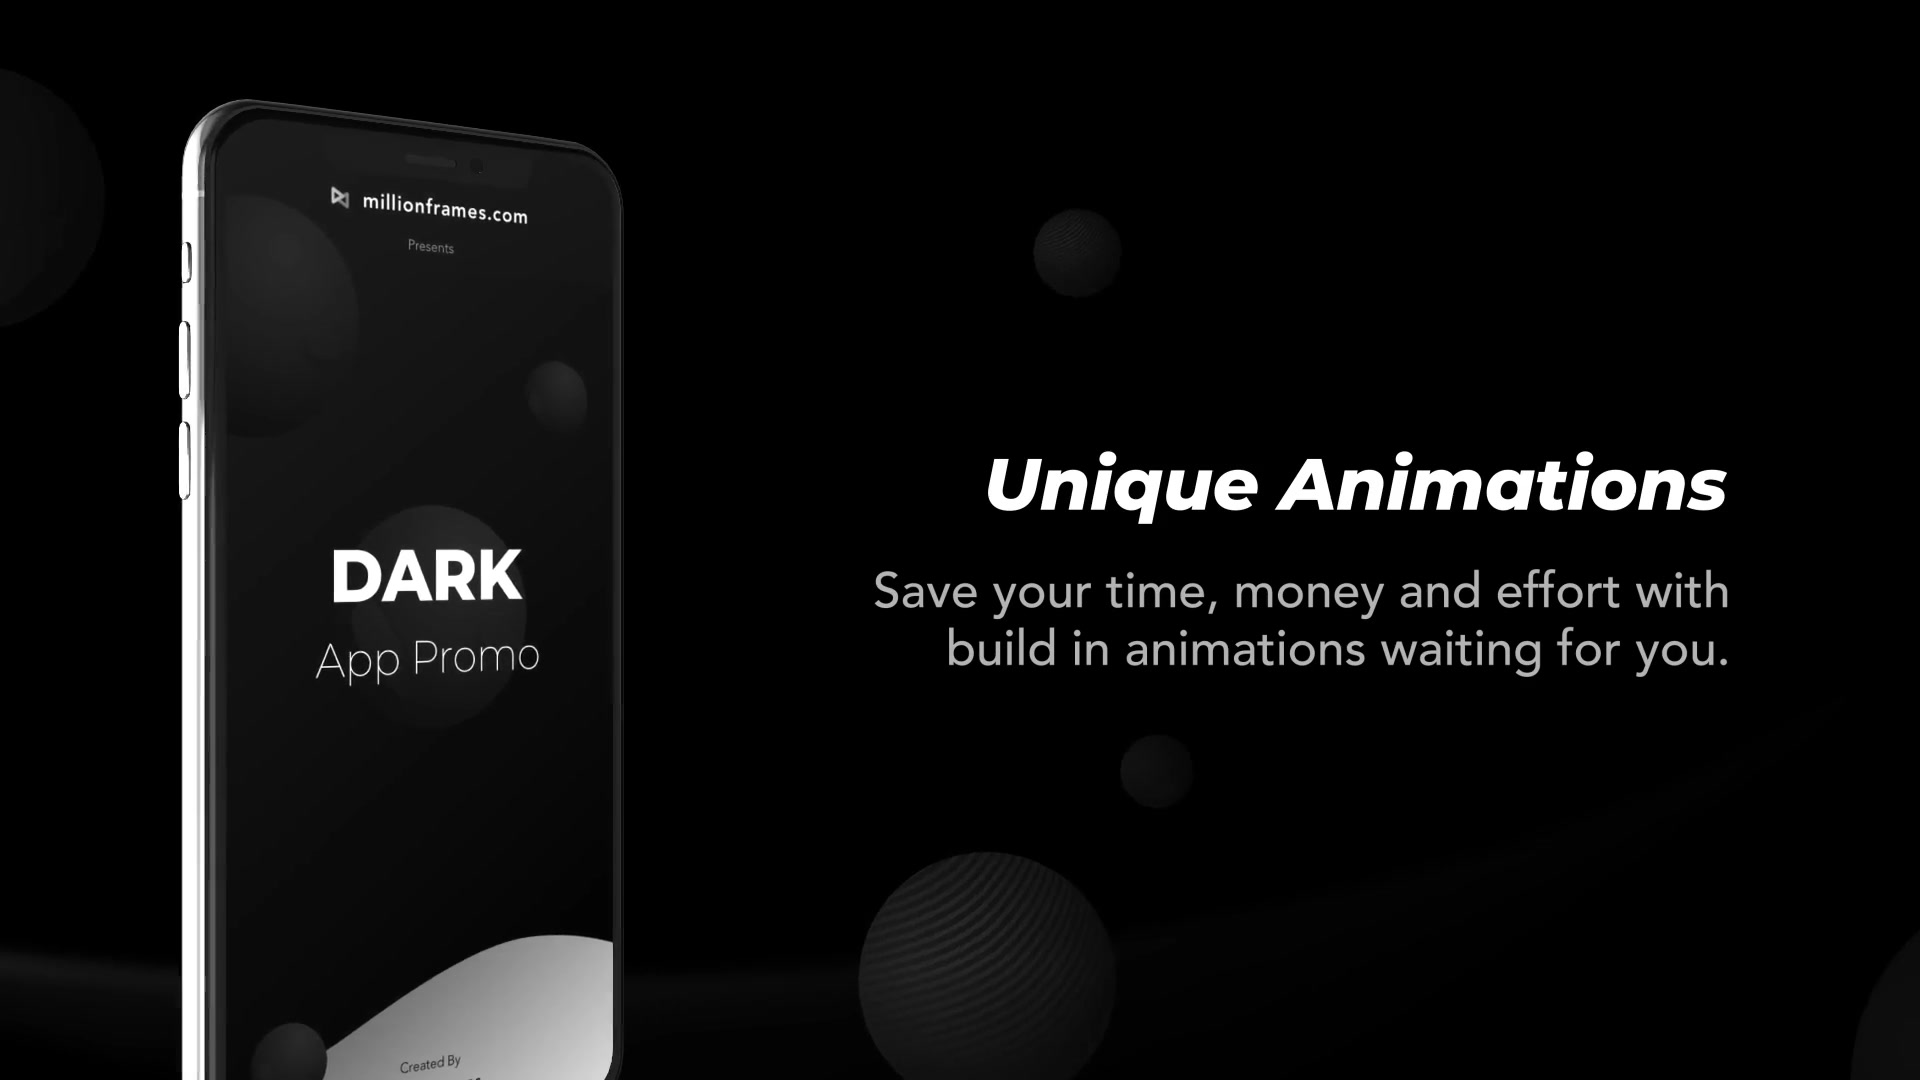 millionframes.com
Presents
DARK
App Promo
Created By
Unique Animations
Save your time, money and effort with
build in animations waiting for you.